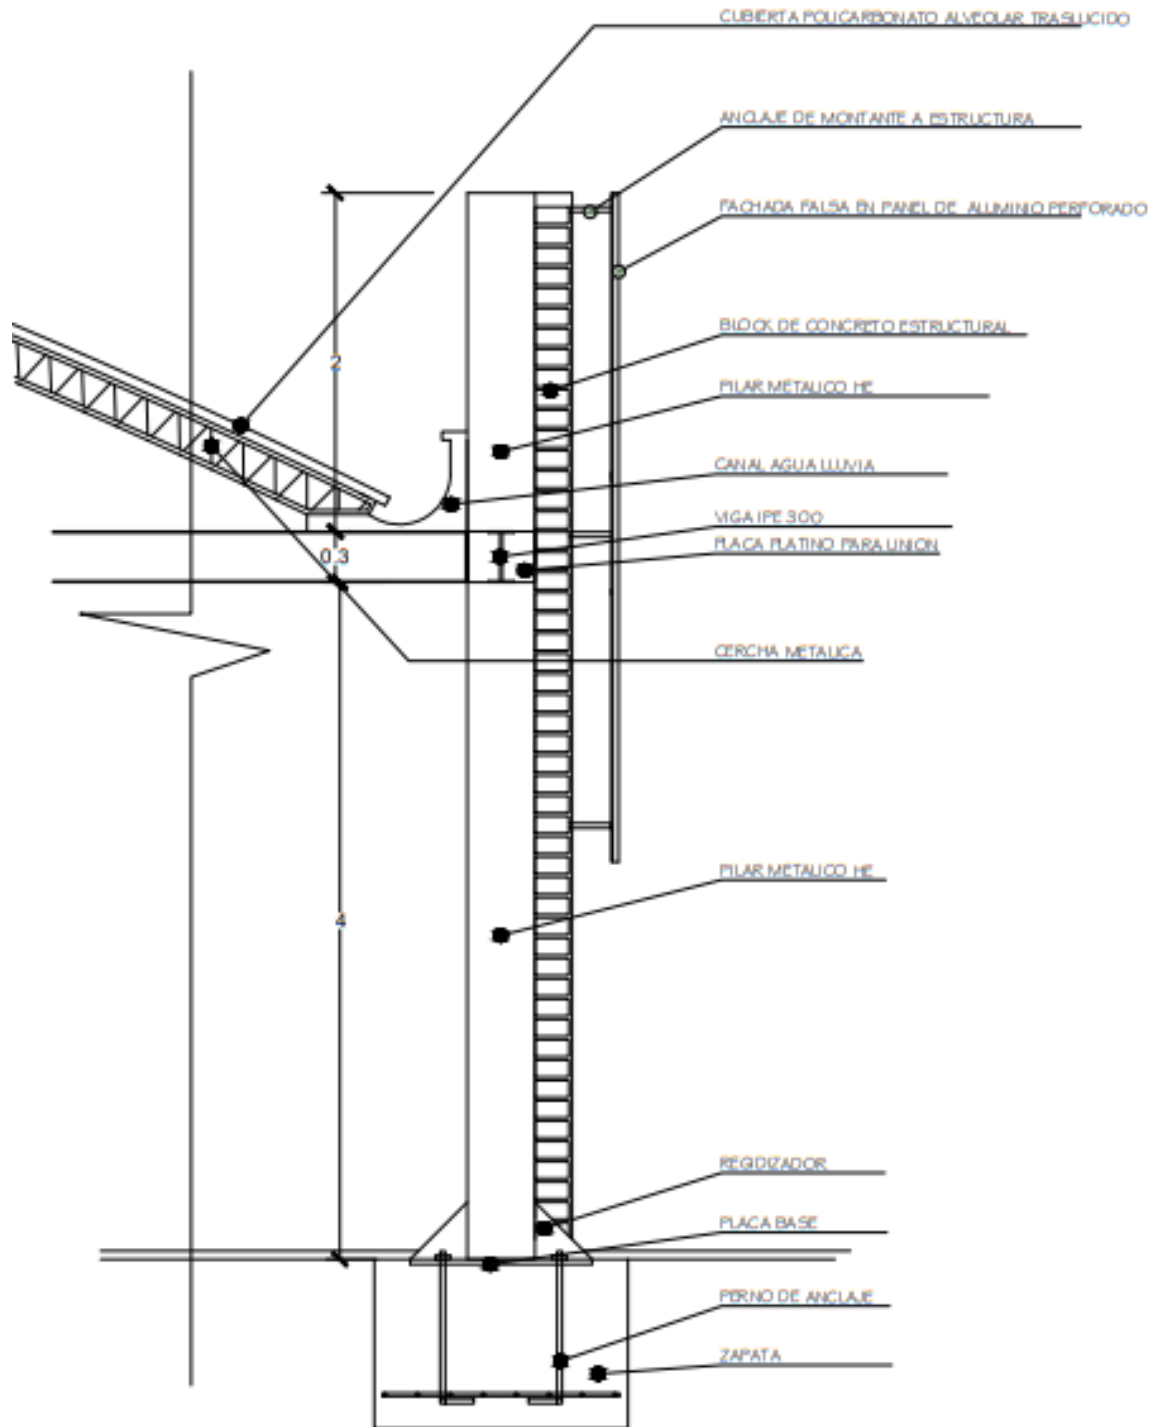 CUBIERTA POLICARBONATO ALVEOLAR TRASLUCIDO
ANCLAJE DE MONTANTE A ESTRUCTURA
FACHADA FALSA EN PANEL DE ALUMINIO PERFORADO
BLOCK DE CONCRETO ESTRUCTURAL
2
PILAR METALICO HE
CANAL AGUA LLUVIA
VIGA IPE 300
PLACA PLATINO PARA UNION
0.3
CERCHA METALICA
PILAR METALICO HE
4
REGIDIZADOR
PLACA BASE
PERNO DE ANCLAJE
ZAPATA